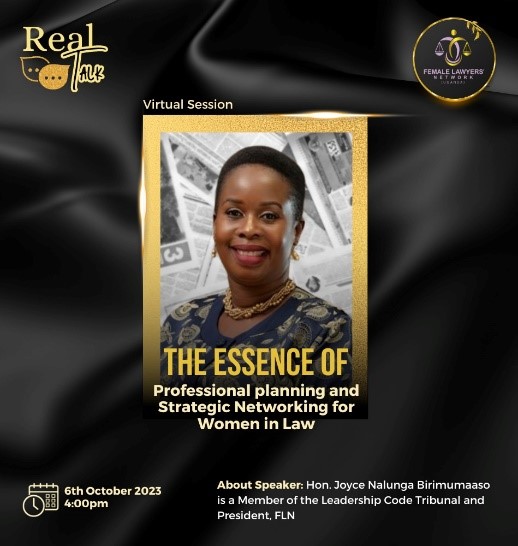 Real
Talk
FEMALE LAWYERS'
NETWORK
Virtual Session
THE ESSENCE OF
Professional planning and
Strategic Networking for
Women in Law
6th October 2023
4:00pm
About Speaker: Hon. Joyce Nalunga Birimumaaso
is a Member of the Leadership Code Tribunal and
President, FLN